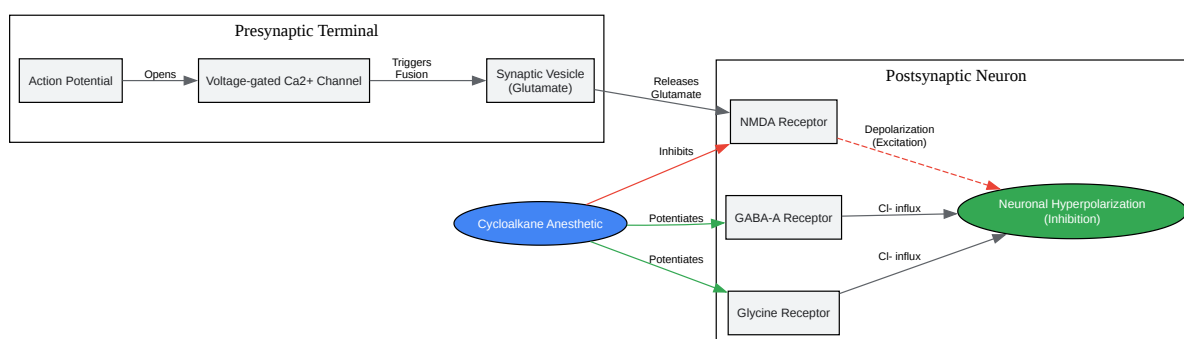 Presynaptic Terminal
Action Potential
Opens
Voltage-gated Ca2+ Channel
Triggers
Fusion
Synaptic Vesicle
(Glutamate)
Releases
Glutamate
Postsynaptic Neuron
NMDA Receptor
Depolarization
(Excitation)
Inhibits
Cycloalkane Anesthetic
Potentiates
GABA-A Receptor
Cl- influx
Neuronal Hyperpolarization
(Inhibition)
Potentiates
Cl- influx
Glycine Receptor